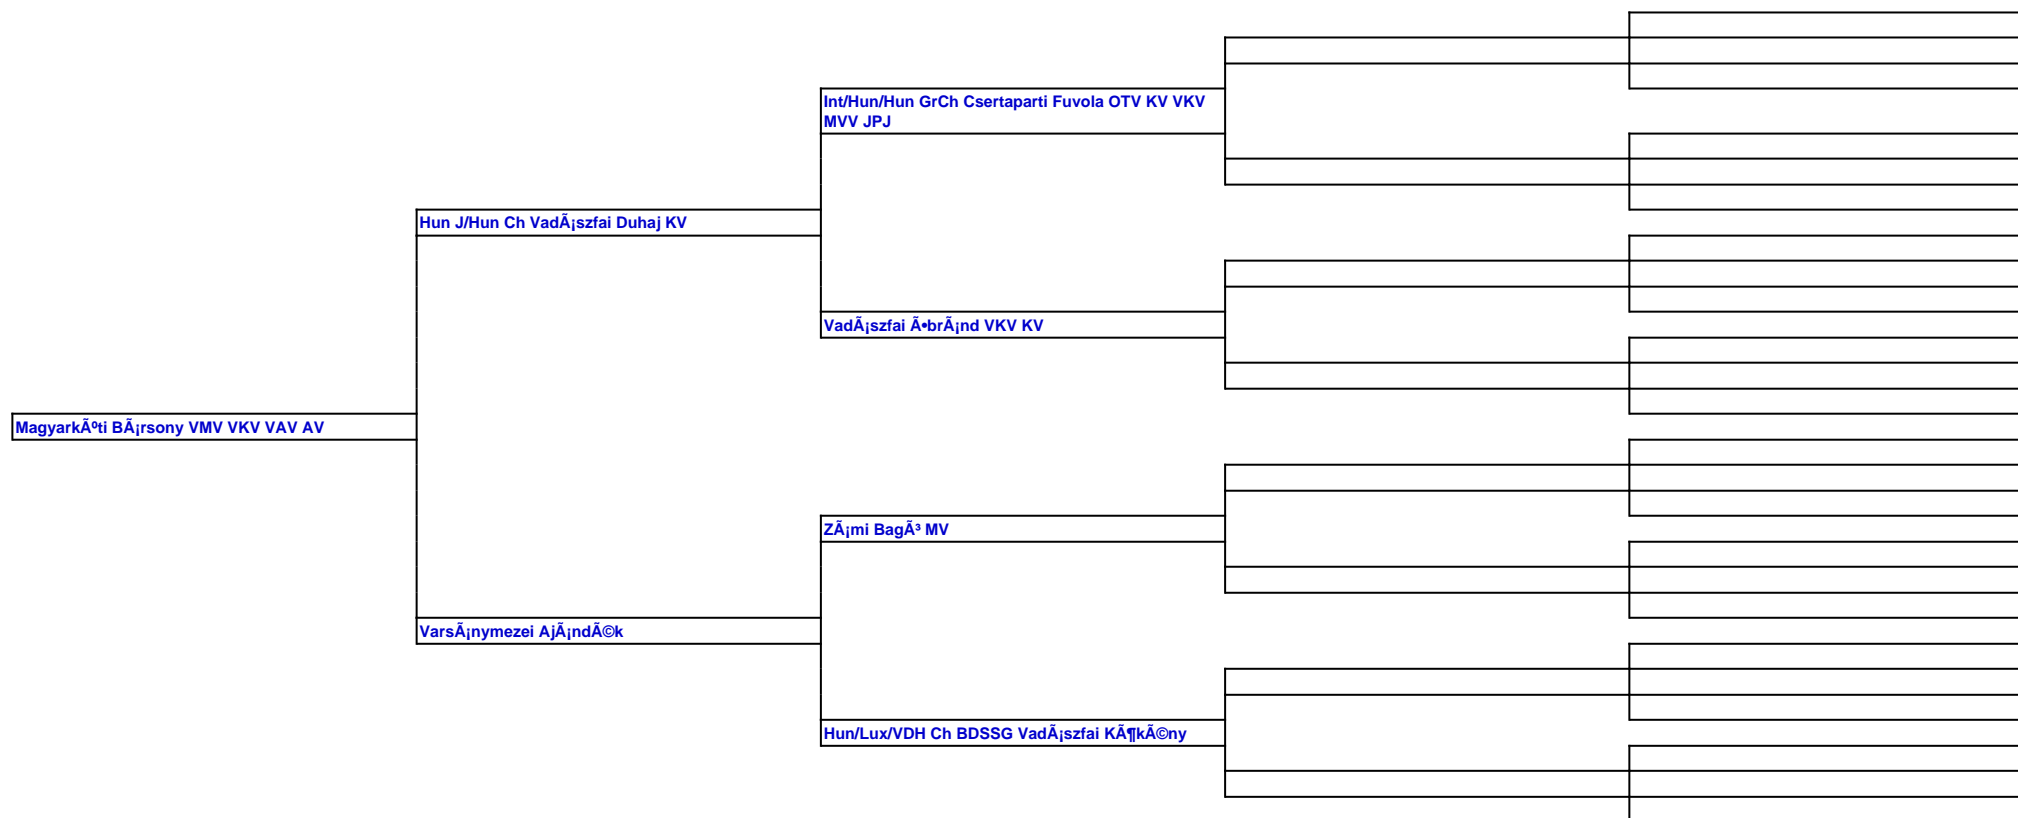 Int/Hun/Hun GrCh Csertaparti Fuvola OTV KV VKV
MVV JPJ
Hun J/Hun Ch VadÃ¡szfai Duhaj KV
VadÃ¡szfai Ã•brÃ¡nd VKV KV
MagyarkÃºti BÃ¡rsony VMV VKV VAV AV
ZÃ¡mi BagÃ³ MV
VarsÃ¡nymezei AjÃ¡ndÃ©k
Hun/Lux/VDH Ch BDSSG VadÃ¡szfai KÃ¶kÃ©ny